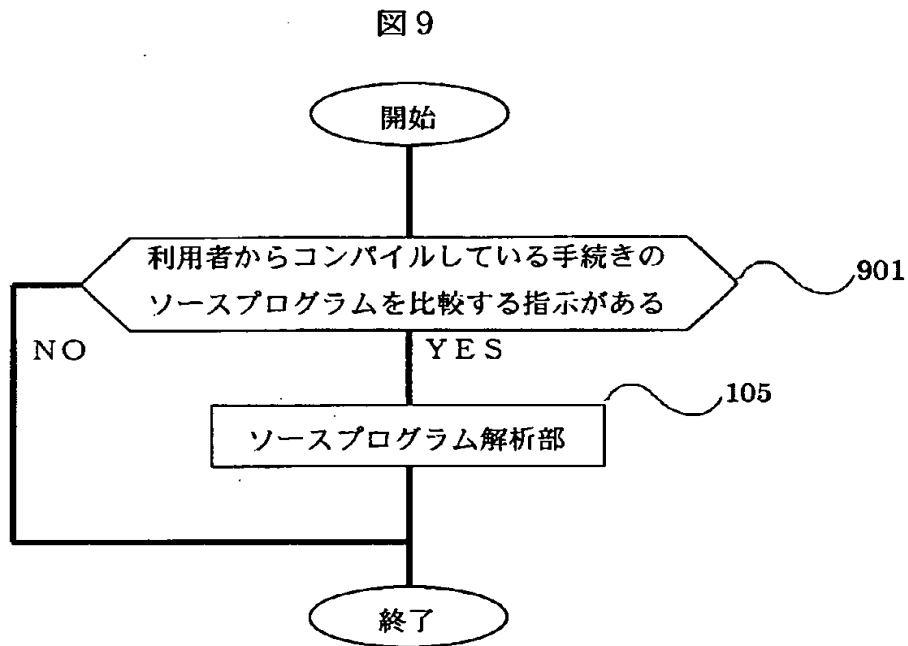 図9
開始
利用者からコンパイルしている手続きの
ソースプログラムを比較する指示がある
901
NO
YES
105
ソースプログラム解析部
終了